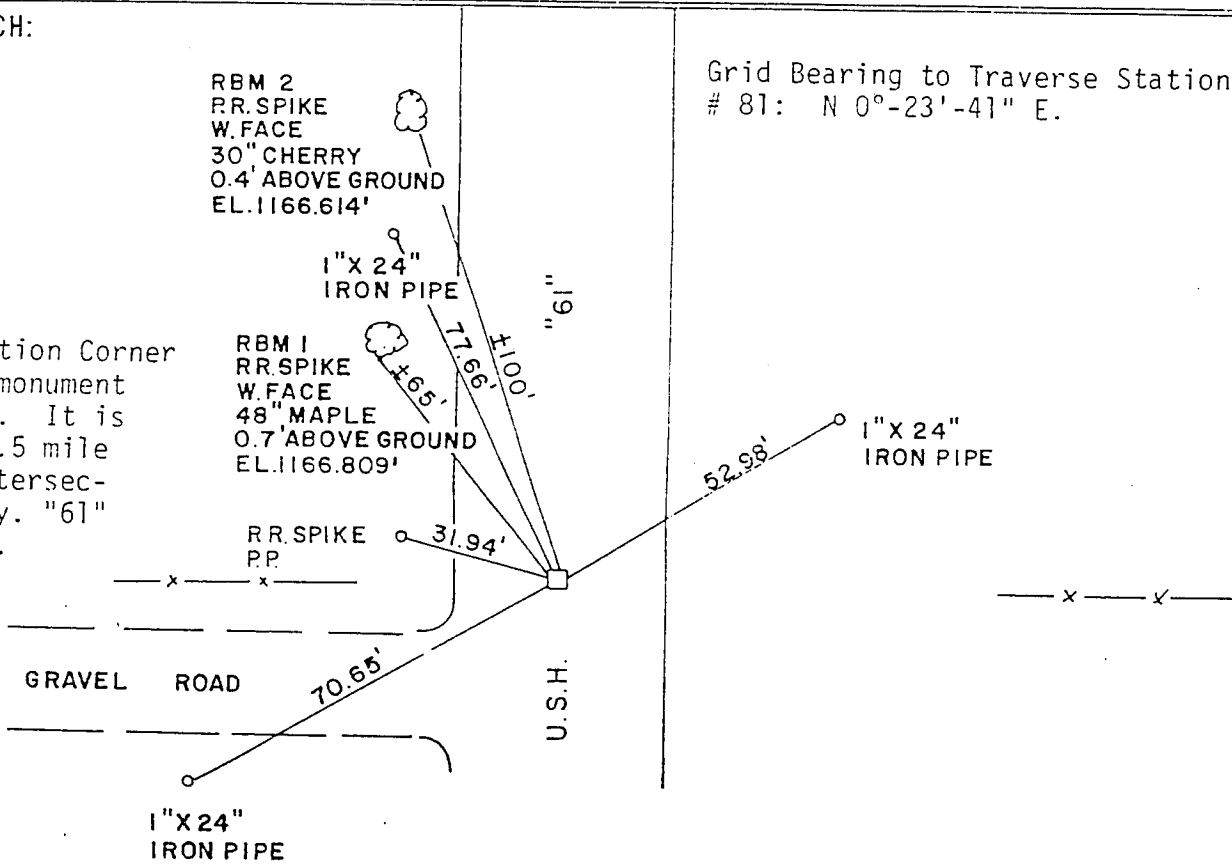 CH:
RBM 2
P.R. SPIKE
W. FACE
30" CHERRY
0.4' ABOVE GROUND
EL. 1166.614'
Grid Bearing to Traverse Station
# 81: N 0°-23'-41" E.
1" X 24"
IRON PIPE
"61"
77.66'
±100'
tion Corner
monument
. It is
.5 mile
tersec-
y. "61"
.
RBM 1
RR. SPIKE
W. FACE
48" MAPLE
0.7' ABOVE GROUND
EL. 1166.809'
±65'
1" X 24"
IRON PIPE
52.98'
R.R. SPIKE
P.P.
31.94'
GRAVEL ROAD
70.65'
U.S.H.
1" X 24"
IRON PIPE